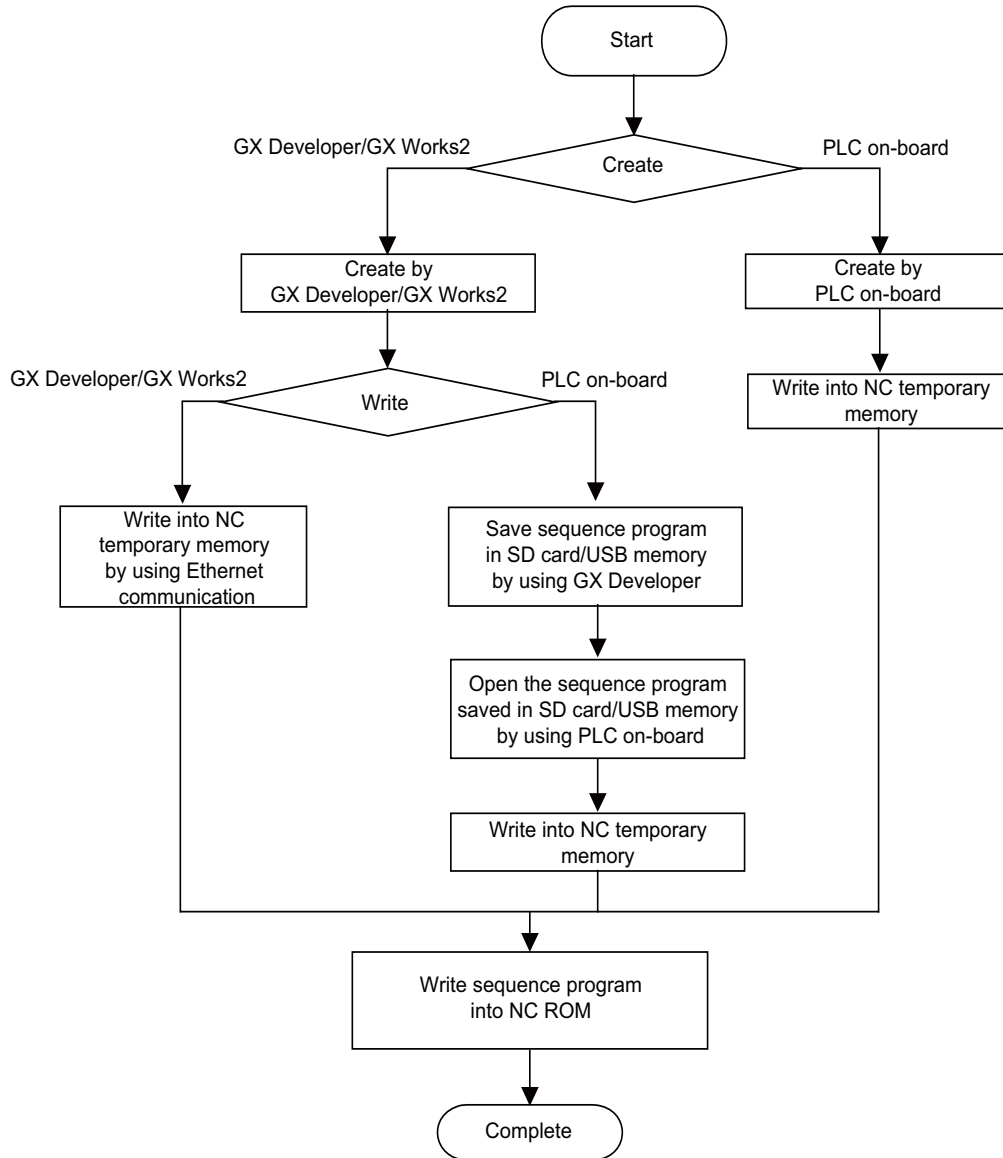 Start
GX Developer/GX Works2
PLC on-board
Create
Create by
GX Developer/GX Works2
Create by
PLC on-board
GX Developer/GX Works2
PLC on-board
Write
Write into NC temporary
memory
Write into NC
temporary memory
by using Ethernet
communication
Save sequence program
in SD card/USB memory
by using GX Developer
Open the sequence program
saved in SD card/USB memory
by using PLC on-board
Write into NC temporary
memory
Write sequence program
into NC ROM
Complete